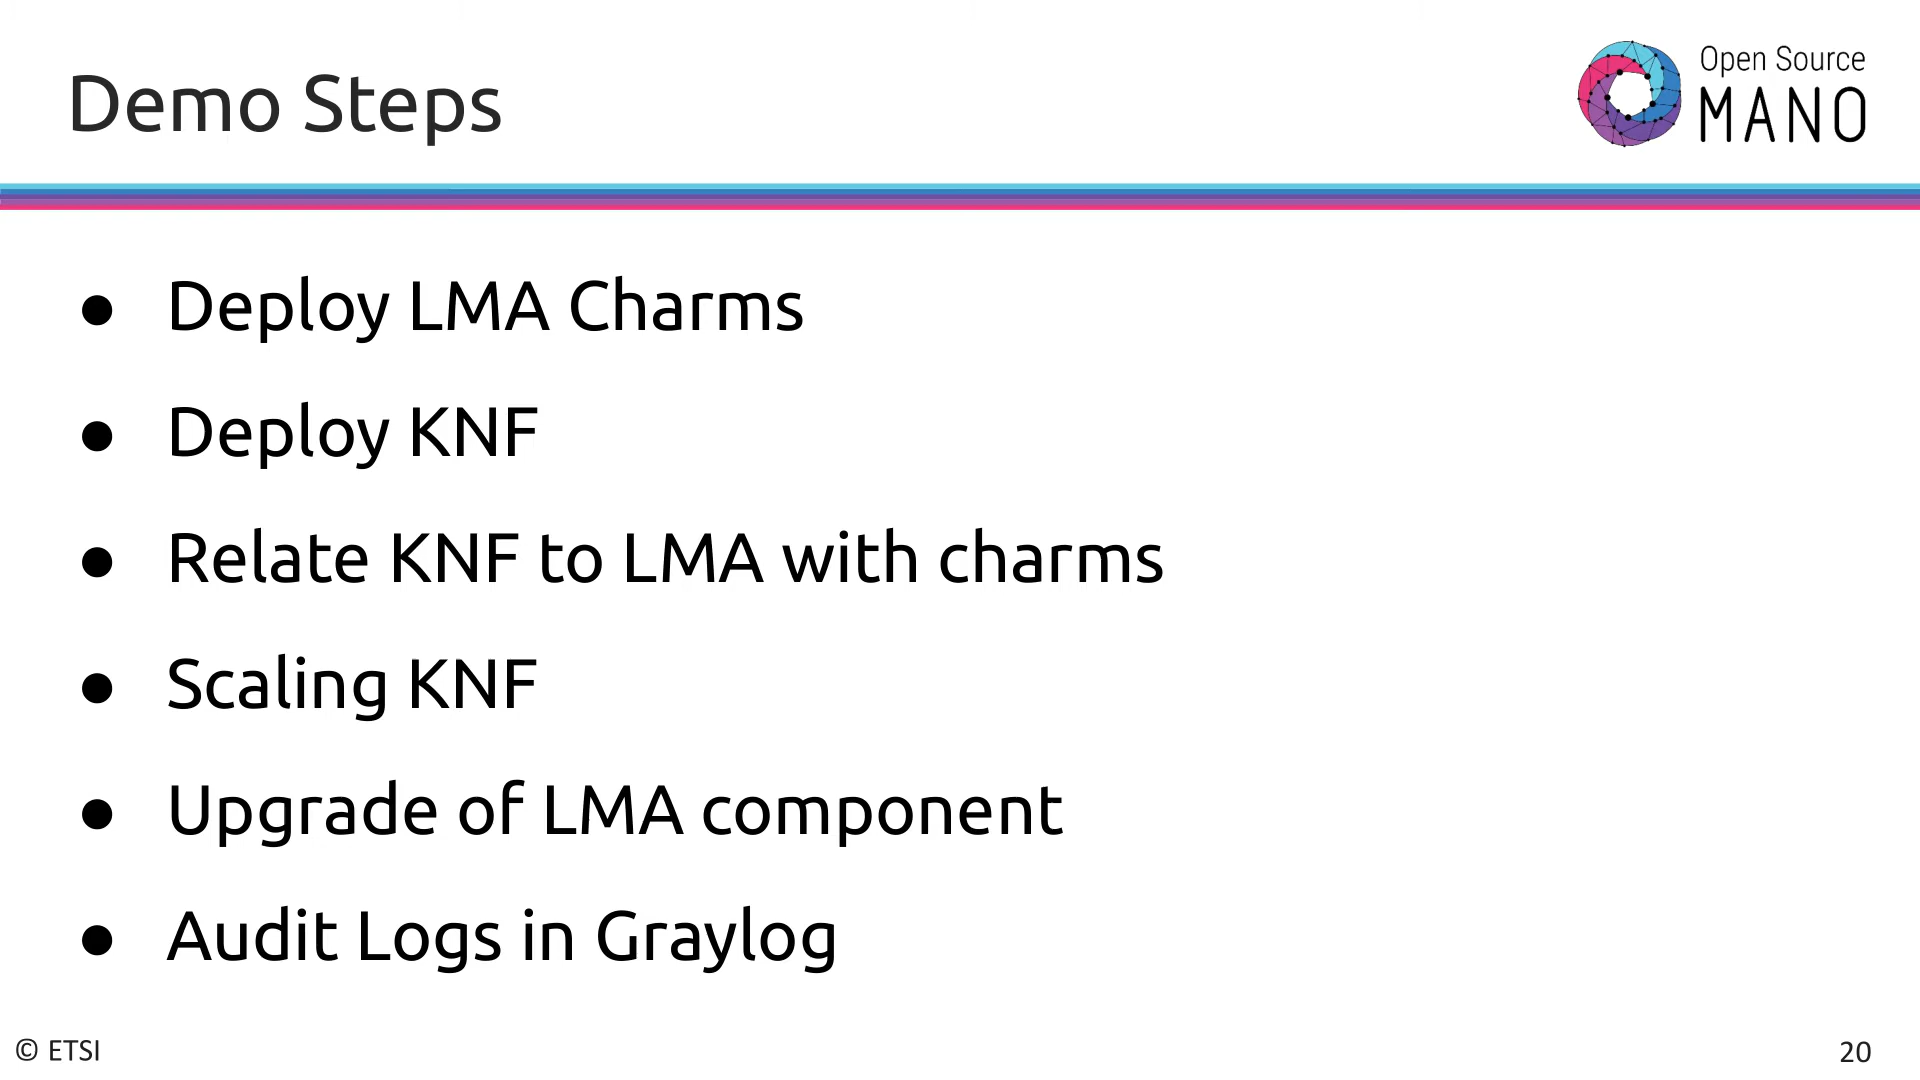 Demo Steps
Open Source
MANO
● Deploy LMA Charms
● Deploy KNF
● Relate KNF to LMA with charms
● Scaling KNF
● Upgrade of LMA component
● Audit Logs in Graylog
© ETSI
20